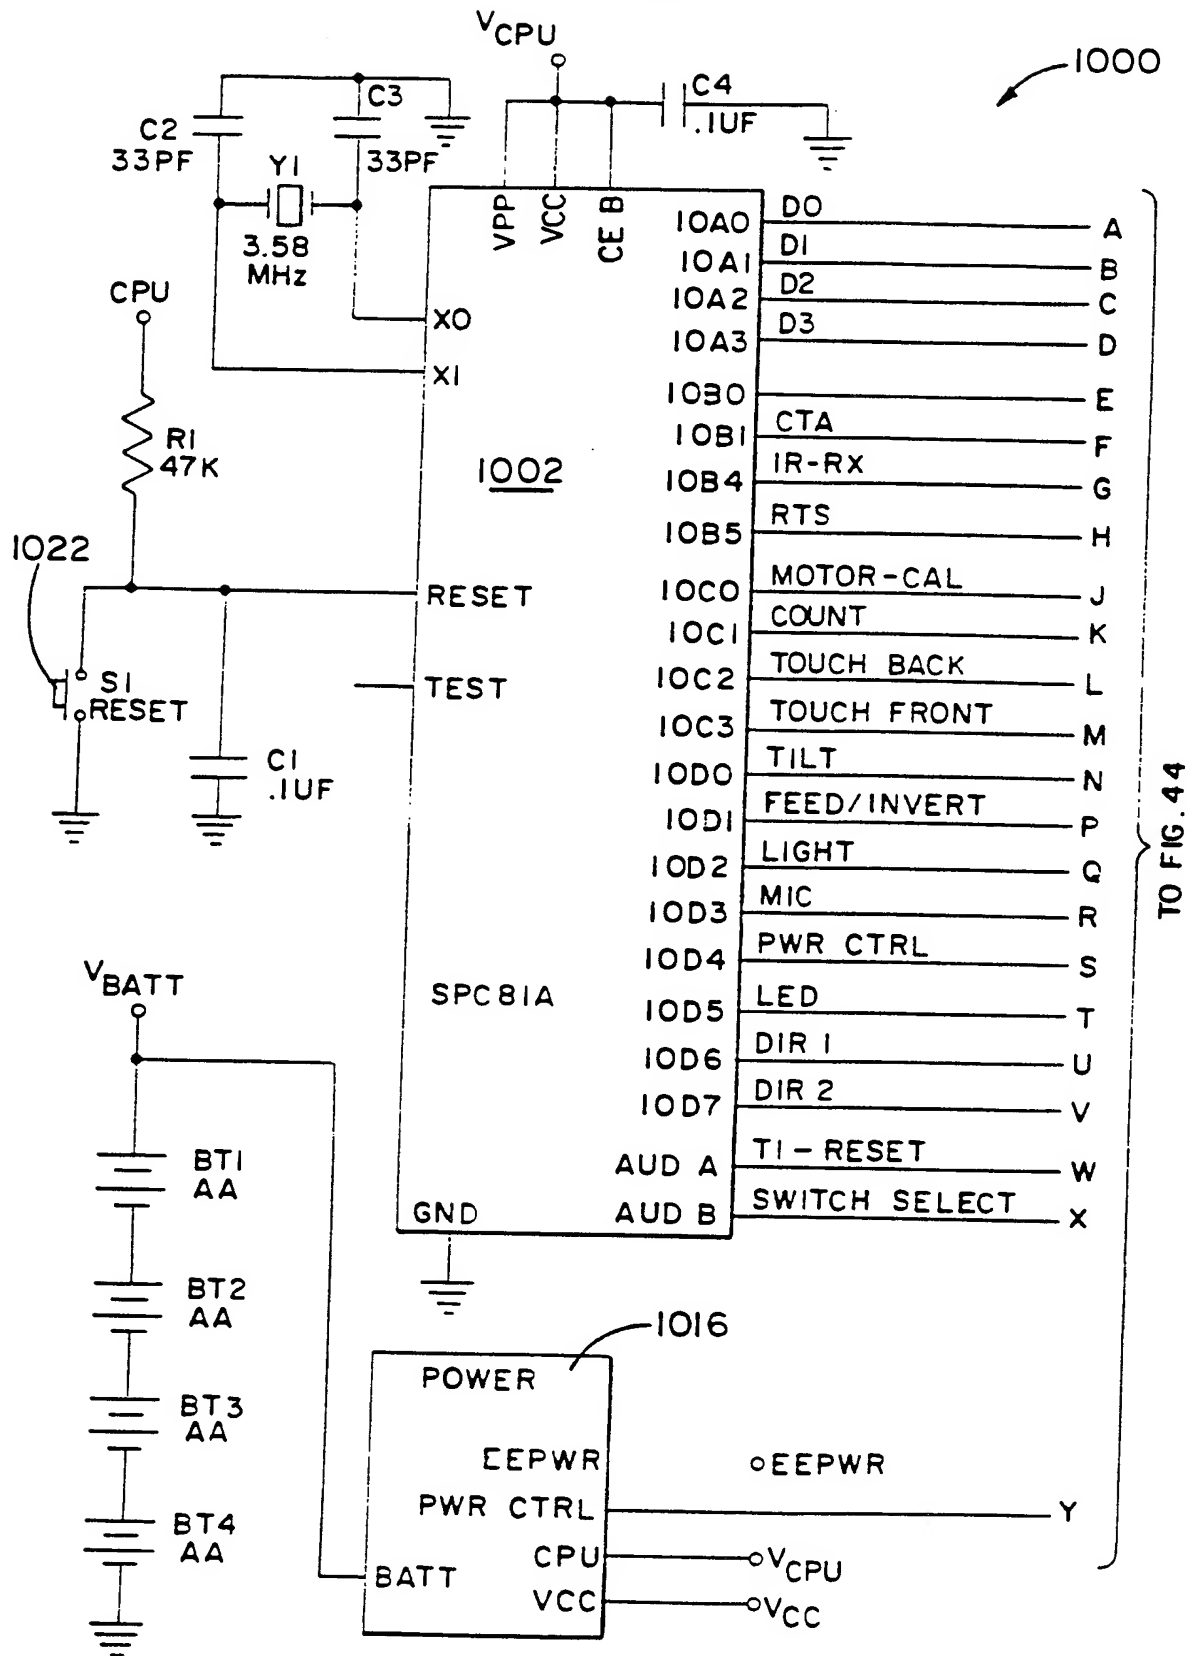 VCPU
1000
C3
C4
.1UF
C2
33PF
Y1
33PF
3.58
MHz
VPP
VCC
CE B
CPU
X0
X1
R1
47K
1002
1022
RESET
S1
RESET
TEST
C1
.1UF
IOA0 D0 A
IOA1 D1 B
IOA2 D2 C
IOA3 D3 D
IOB0 E
IOB1 CTA F
IOB4 IR-RX G
IOB5 RTS H
IOC0 MOTOR-CAL J
IOC1 COUNT K
IOC2 TOUCH BACK L
IOC3 TOUCH FRONT M
IOD0 TILT N
IOD1 FEED/INVERT P
IOD2 LIGHT Q
IOD3 MIC R
IOD4 PWR CTRL S
IOD5 LED T
IOD6 DIR 1 U
IOD7 DIR 2 V
AUD A TI-RESET W
AUD B SWITCH SELECT X
TO FIG. 44
SPC81A
GND
VBATT
BT1
AA
BT2
AA
BT3
AA
BT4
AA
1016
POWER
EEPWR
EEPWR
PWR CTRL Y
CPU VCPU
BATT
VCC VCC